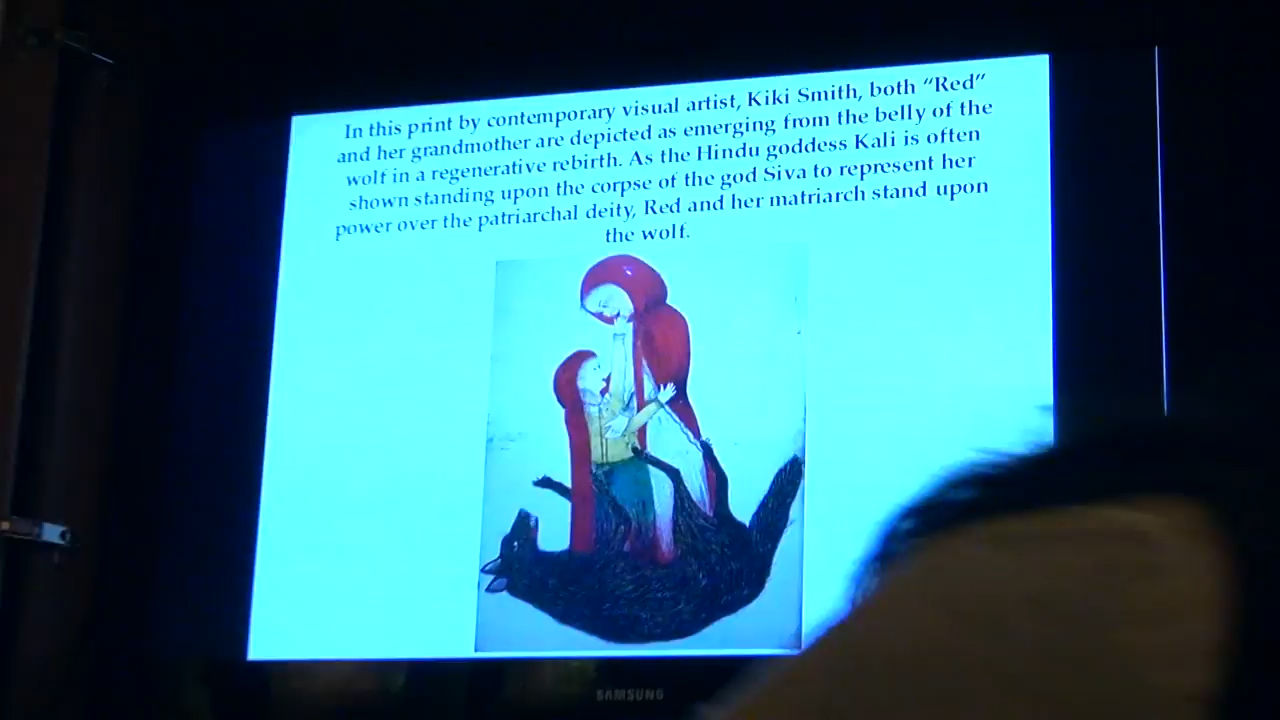 In this print by contemporary visual artist, Kiki Smith, both “Red”
and her grandmother are depicted as emerging from the belly of the
wolf in a regenerative rebirth. As the Hindu goddess Kali is often
shown standing upon the corpse of the god Siva to represent her
power over the patriarchal deity, Red and her matriarch stand upon
the wolf.
SAMSUNG